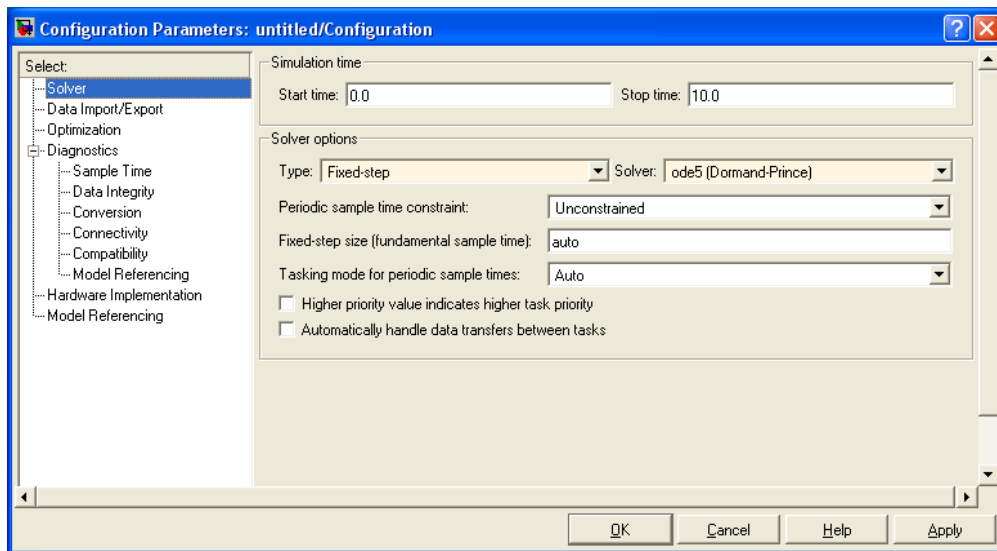 Configuration Parameters: untitled/Configuration
Select:
Solver
Data Import/Export
Optimization
Diagnostics
Sample Time
Data Integrity
Conversion
Connectivity
Compatibility
Model Referencing
Hardware Implementation
Model Referencing
Simulation time
Start time: 0.0 Stop time: 10.0
Solver options
Type: Fixed-step Solver: ode5 (Dormand-Prince)
Periodic sample time constraint: Unconstrained
Fixed-step size (fundamental sample time): auto
Tasking mode for periodic sample times: Auto
Higher priority value indicates higher task priority
Automatically handle data transfers between tasks
OK Cancel Help Apply